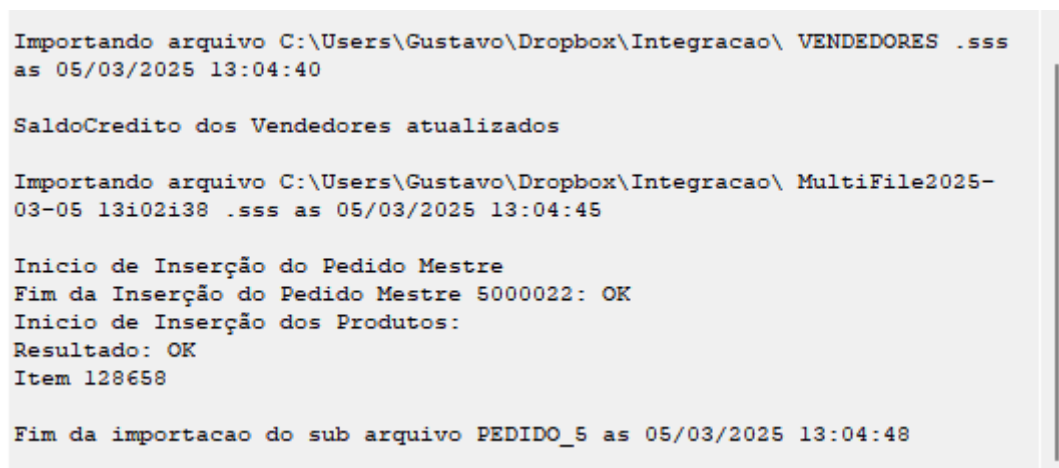 Importando arquivo C:\Users\Gustavo\Dropbox\Integracao\ VENDEDORES .sss
as 05/03/2025 13:04:40
SaldoCredito dos Vendedores atualizados
Importando arquivo C:\Users\Gustavo\Dropbox\Integracao\ MultiFile2025-
03-05 13i02i38 .sss as 05/03/2025 13:04:45
Inicio de Inserção do Pedido Mestre
Fim da Inserção do Pedido Mestre 5000022: OK
Inicio de Inserção dos Produtos:
Resultado: OK
Item 128658
Fim da importacao do sub arquivo PEDIDO_5 as 05/03/2025 13:04:48